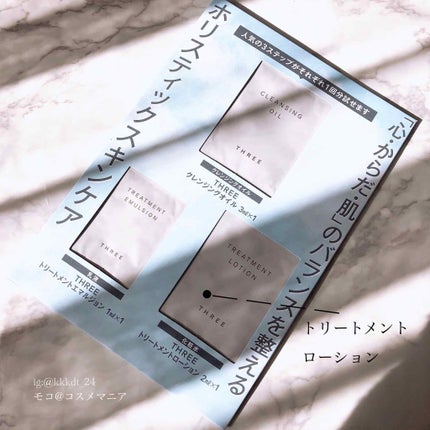 ホリスティックスキンケア
「心・からだ・肌」のバランスを整える
人気の3ステップがそれぞれ1回分試せます
CLEANSING
OIL
THREE
クレンジングオイル
THREE
クレンジングオイル 3ml×1
TREATMENT
EMULSION
THREE
乳液
THREE
トリートメントエマルジョン 1ml×1
TREATMENT
LOTION
THREE
化粧水
THREE
トリートメントローション 2ml×1
トリートメント
ローション
ig:@kkkdt_24
モコ@コスメマニア